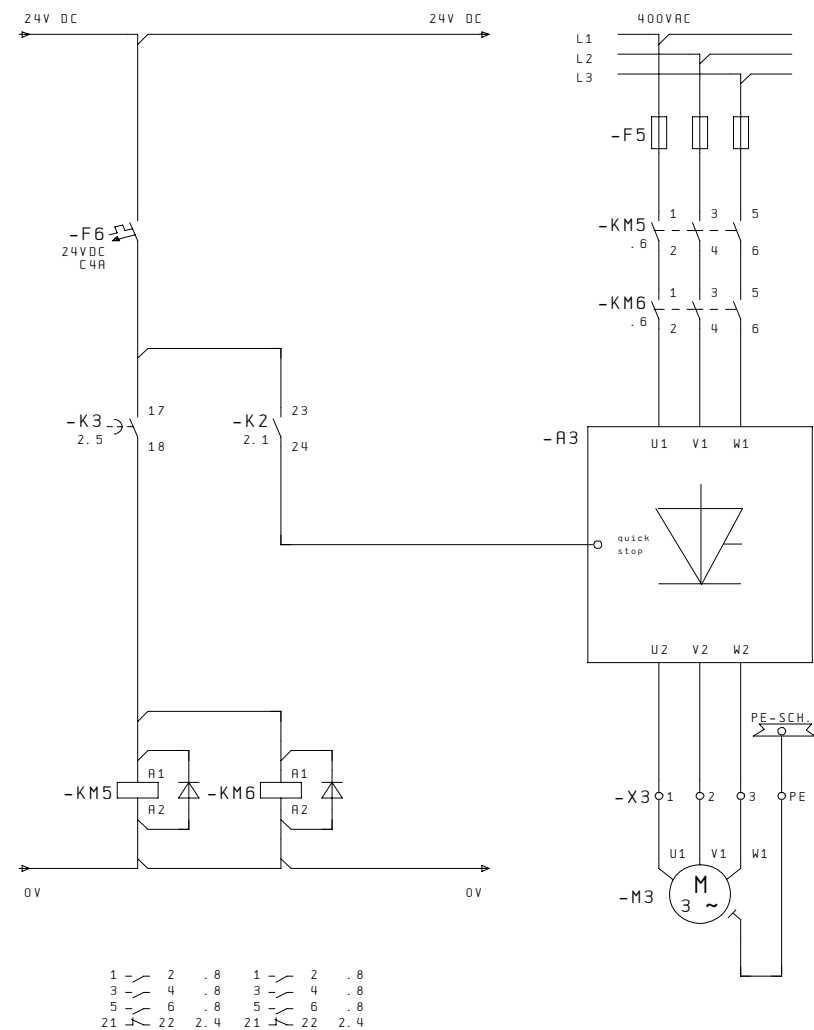 24V DC
24V DC
400VAC
L1
L2
L3
-F5
-F6
24VDC
C4A
-KM5
.6
1 3 5
2 4 6
-KM6
.6
1 3 5
2 4 6
-K3
2.5
17
18
-K2
2.1
23
24
-A3
U1 V1 W1
quick
stop
U2 V2 W2
PE-SCH.
-KM5
A1
A2
-KM6
A1
A2
-X3 1 2 3 PE
U1 V1 W1
-M3
M
3 ~
0V
0V
1 2 .8 1 2 .8
3 4 .8 3 4 .8
5 6 .8 5 6 .8
21 22 2.4 21 22 2.4